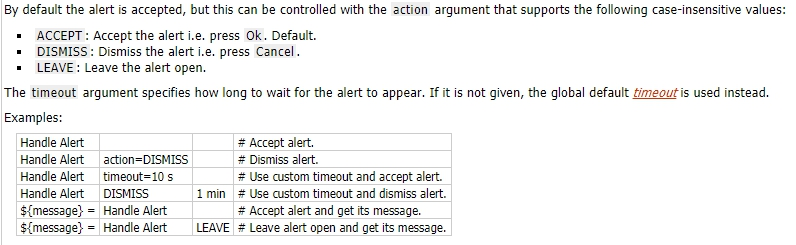 By default the alert is accepted, but this can be controlled with the action argument that supports the following case-insensitive values:
▪ ACCEPT: Accept the alert i.e. press Ok. Default.
▪ DISMISS: Dismiss the alert i.e. press Cancel.
▪ LEAVE: Leave the alert open.
The timeout argument specifies how long to wait for the alert to appear. If it is not given, the global default timeout is used instead.
Examples:
Handle Alert # Accept alert.
Handle Alert action=DISMISS # Dismiss alert.
Handle Alert timeout=10 s # Use custom timeout and accept alert.
Handle Alert DISMISS 1 min # Use custom timeout and dismiss alert.
${message} = Handle Alert # Accept alert and get its message.
${message} = Handle Alert LEAVE # Leave alert open and get its message.